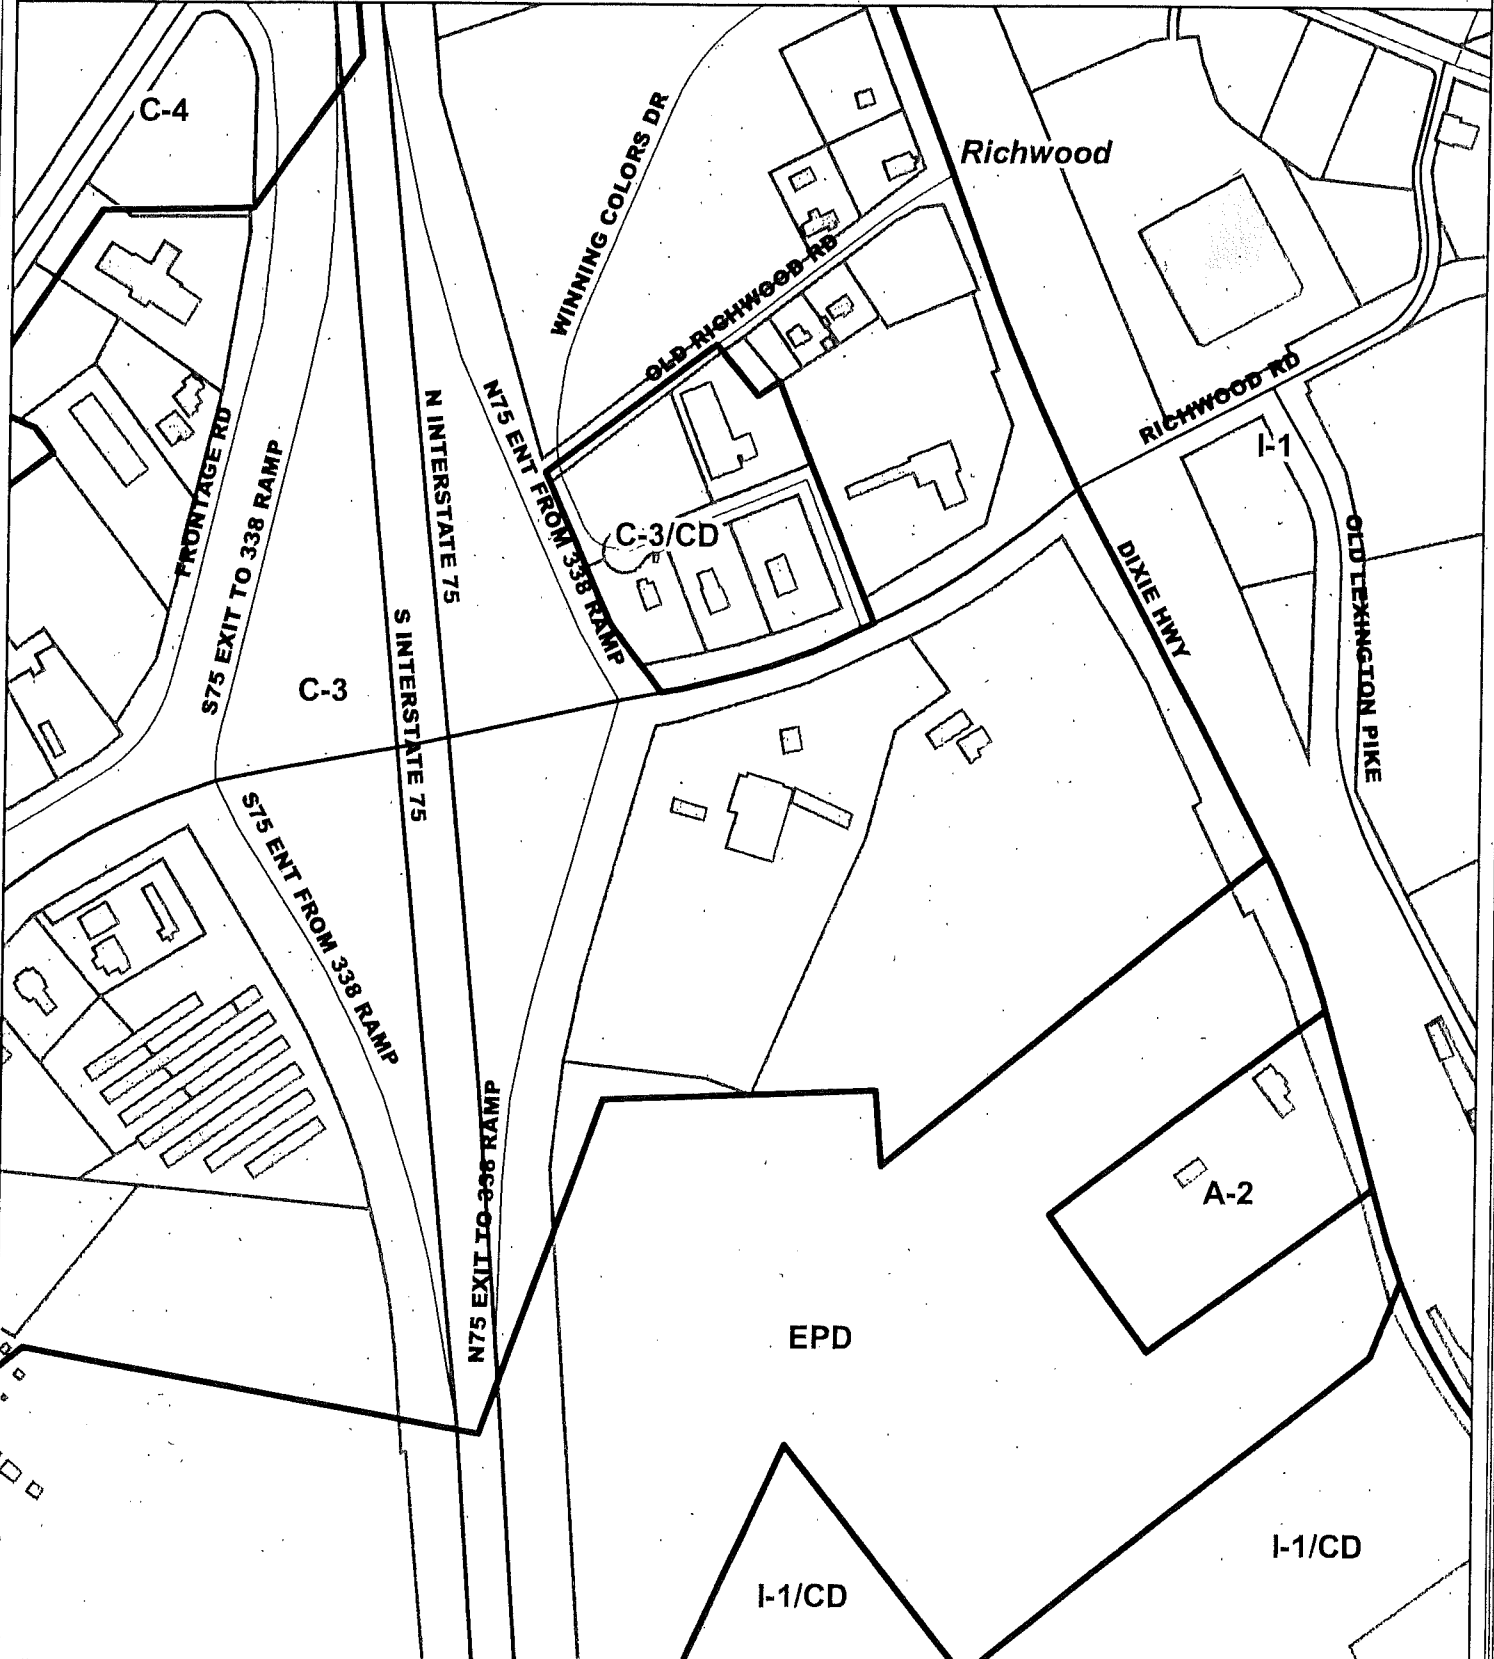 C-4
Richwood
WINNING COLORS DR
OLD RICHWOOD RD
N INTERSTATE 75
N75 ENT FROM 338 RAMP
FRONTAGE RD
S75 EXIT TO 338 RAMP
RICHWOOD RD
I-1
C-3/CD
OLD LEXINGTON PIKE
DIXIE HWY
S INTERSTATE 75
C-3
S75 ENT FROM 338 RAMP
N75 EXIT TO 338 RAMP
A-2
EPD
I-1/CD
I-1/CD